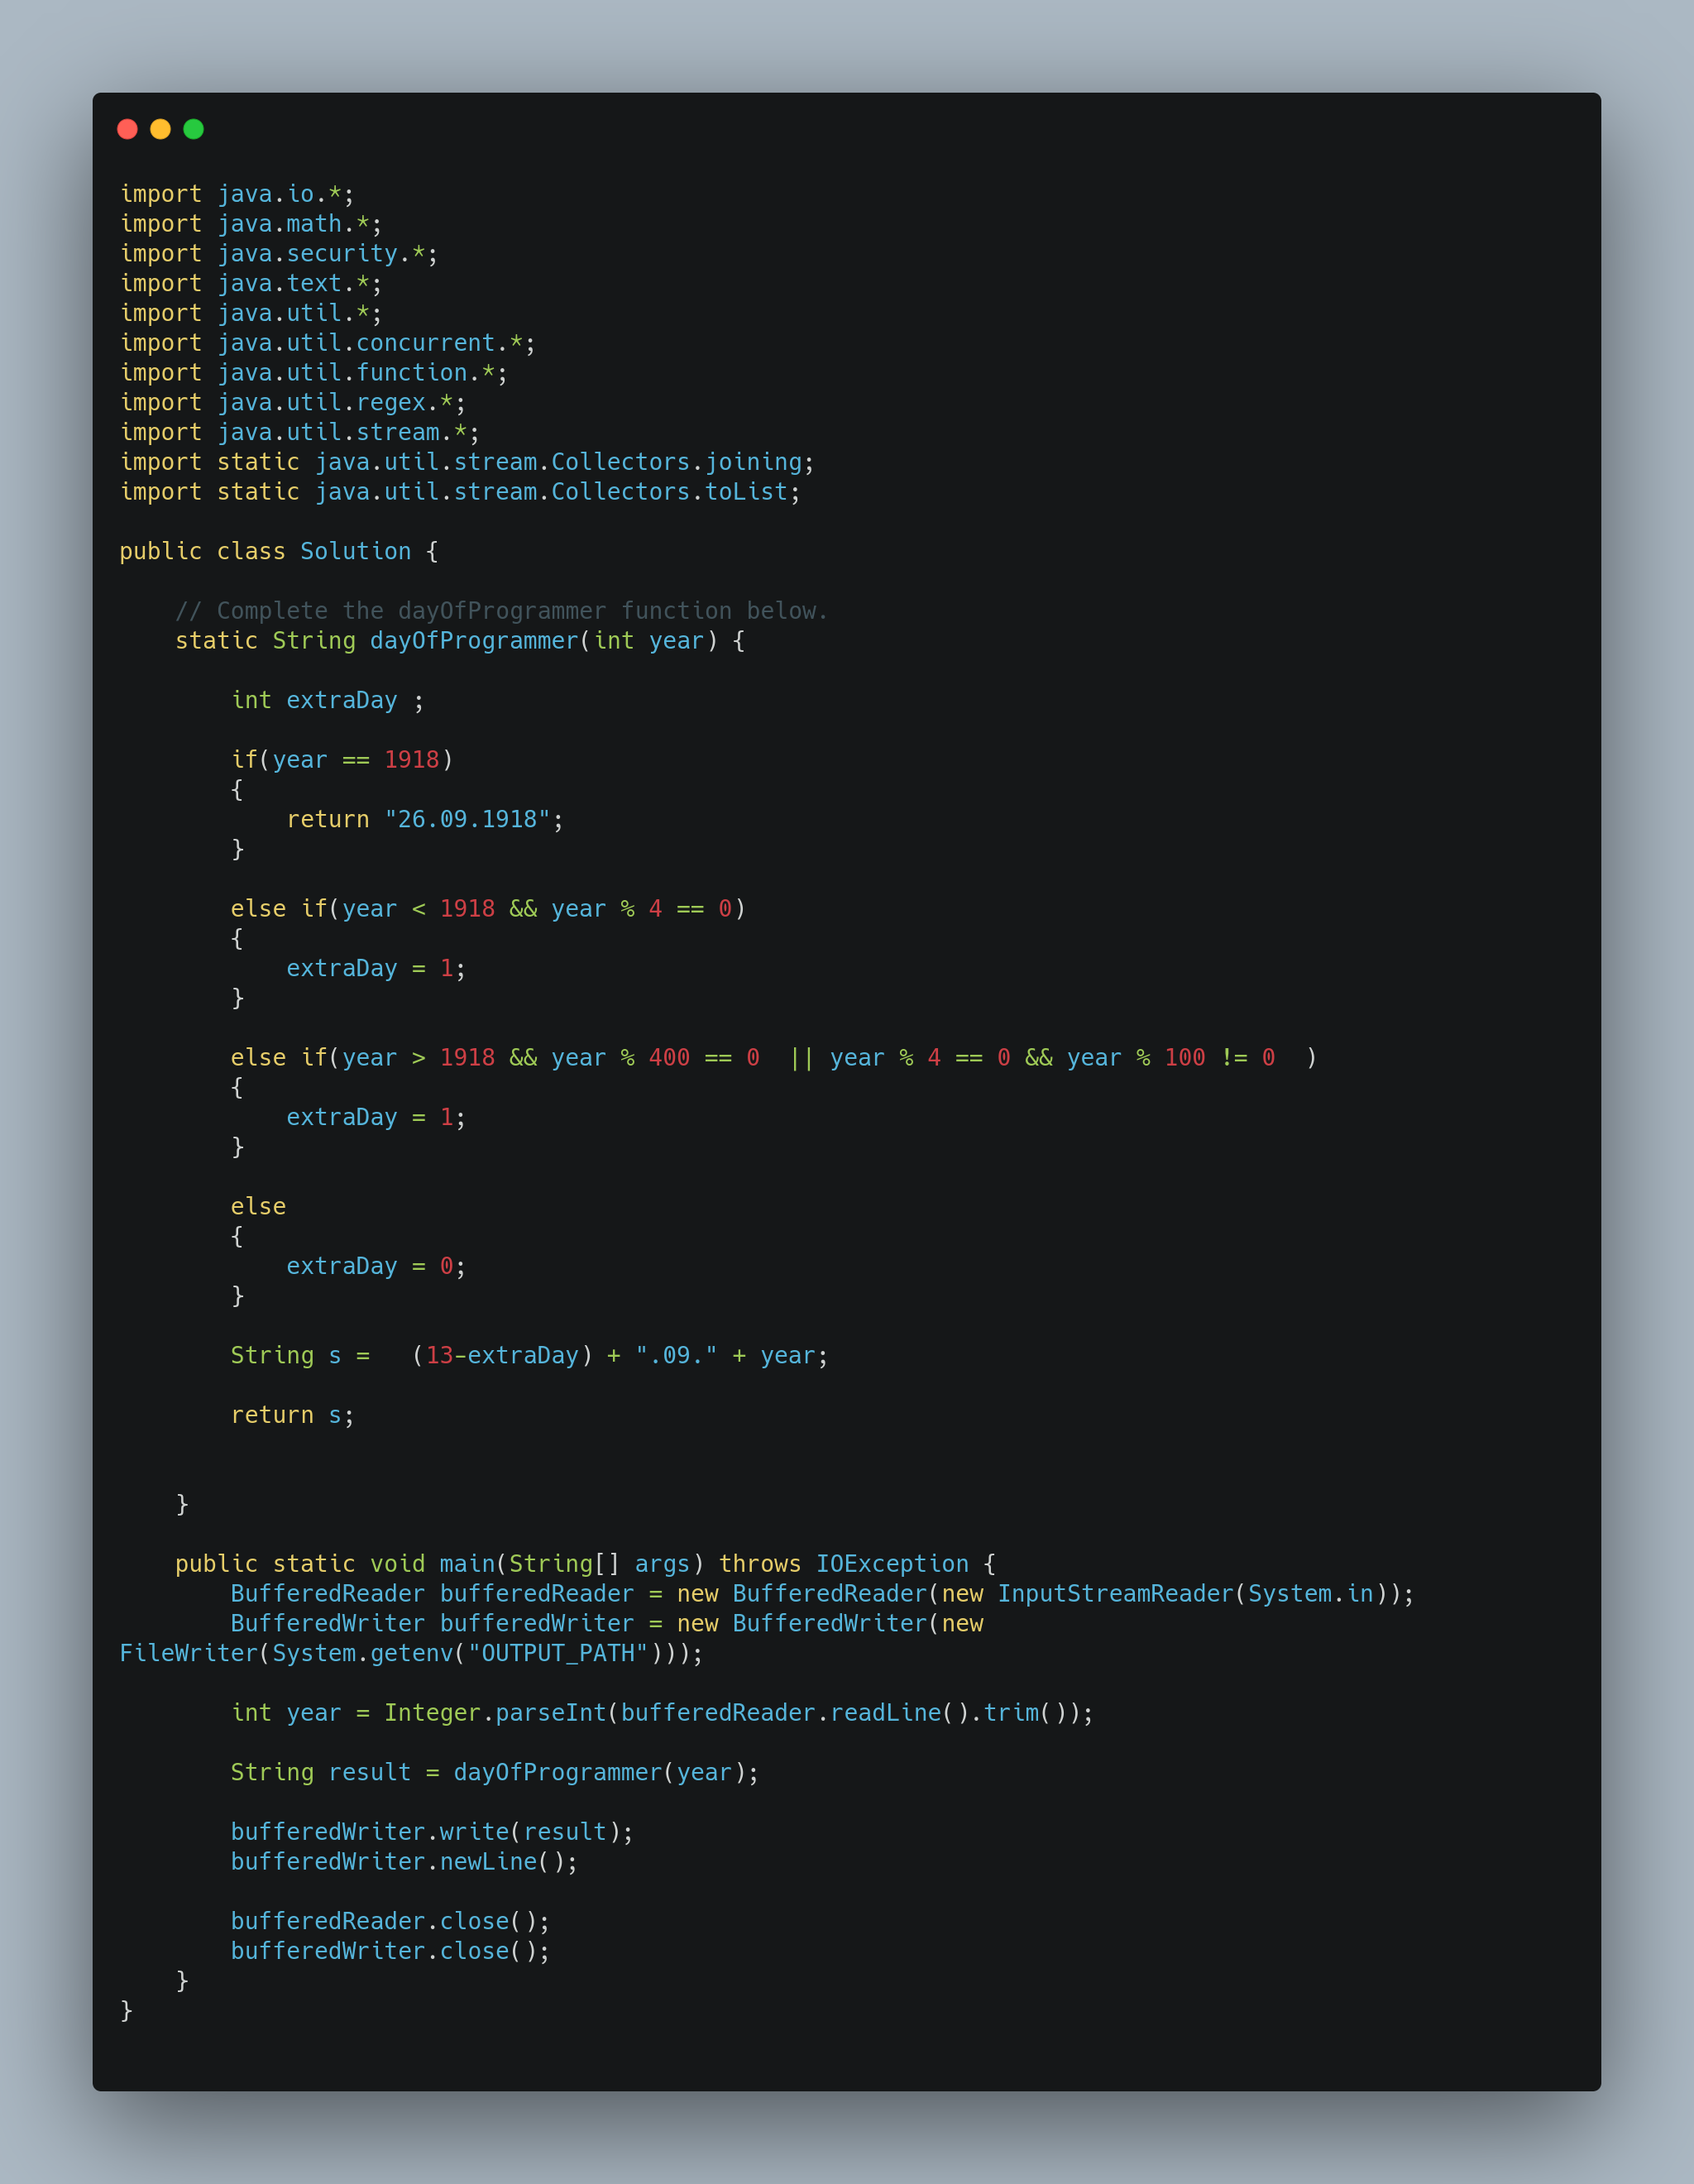 import java.io.*;
import java.math.*;
import java.security.*;
import java.text.*;
import java.util.*;
import java.util.concurrent.*;
import java.util.function.*;
import java.util.regex.*;
import java.util.stream.*;
import static java.util.stream.Collectors.joining;
import static java.util.stream.Collectors.toList;

public class Solution {

    // Complete the dayOfProgrammer function below.
    static String dayOfProgrammer(int year) {

        int extraDay ;

        if(year == 1918)
        {
            return "26.09.1918";
        }

        else if(year < 1918 && year % 4 == 0)
        {
            extraDay = 1;
        }

        else if(year > 1918 && year % 400 == 0  || year % 4 == 0 && year % 100 != 0  )
        {
            extraDay = 1;
        }

        else
        {
            extraDay = 0;
        }

        String s =   (13-extraDay) + ".09." + year;

        return s;


    }

    public static void main(String[] args) throws IOException {
        BufferedReader bufferedReader = new BufferedReader(new InputStreamReader(System.in));
        BufferedWriter bufferedWriter = new BufferedWriter(new
FileWriter(System.getenv("OUTPUT_PATH")));

        int year = Integer.parseInt(bufferedReader.readLine().trim());

        String result = dayOfProgrammer(year);

        bufferedWriter.write(result);
        bufferedWriter.newLine();

        bufferedReader.close();
        bufferedWriter.close();
    }
}